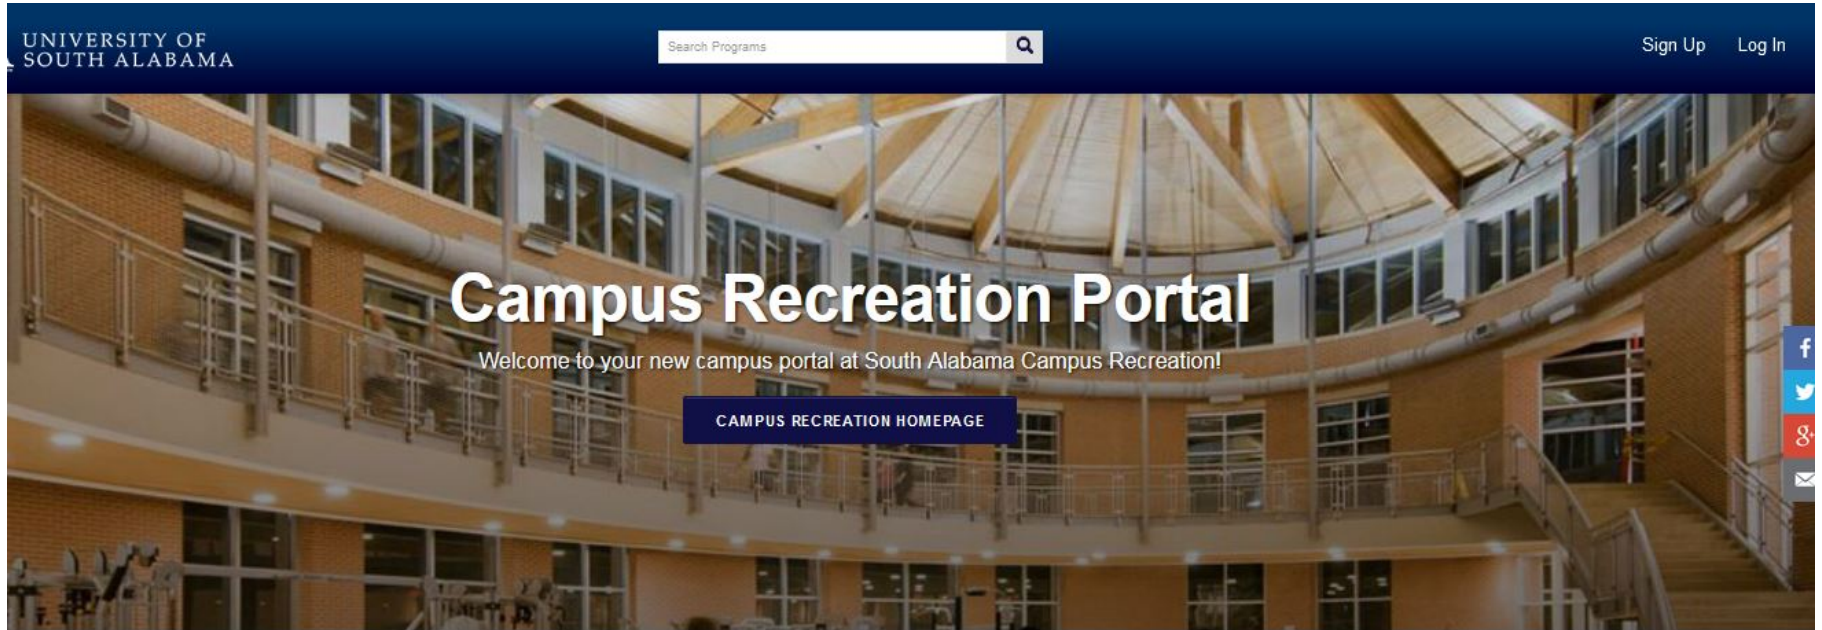 UNIVERSITY OF
SOUTH ALABAMA
Search Programs
Sign Up
Log In
Campus Recreation Portal
Welcome to your new campus portal at South Alabama Campus Recreation!
CAMPUS RECREATION HOMEPAGE